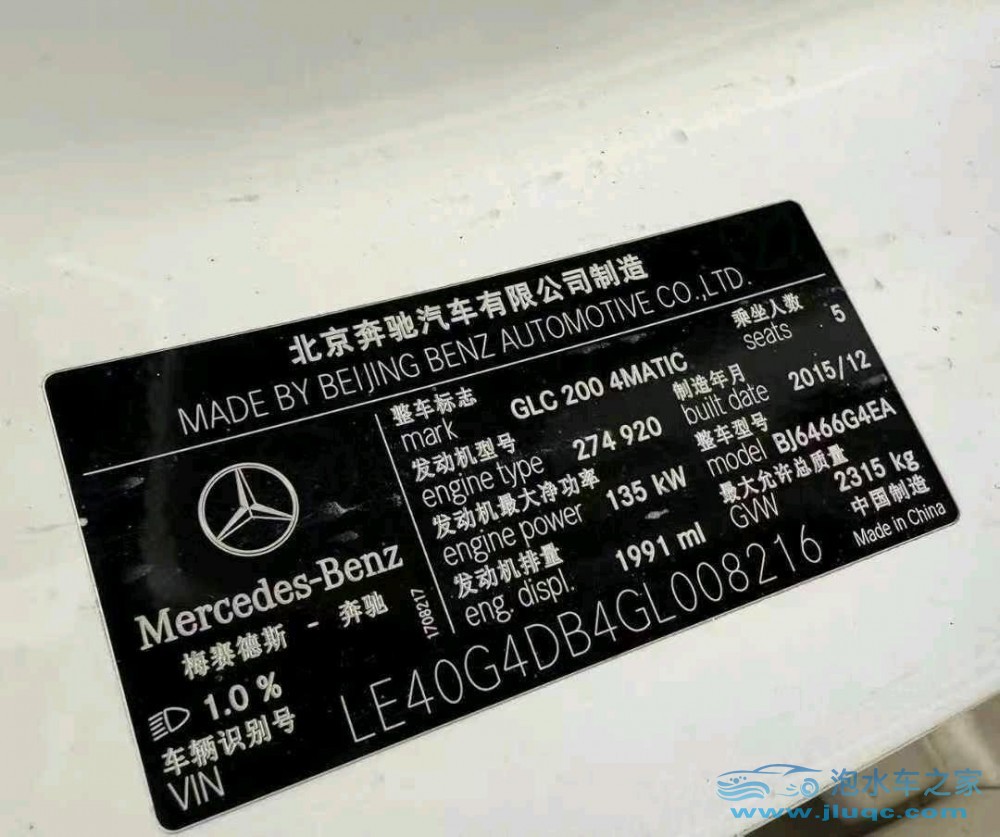 北京奔驰汽车有限公司制造
MADE BY BEIJING BENZ AUTOMOTIVE CO.,LTD.
整车标志 GLC 200 4MATIC 乘坐人数 5
mark seats
发动机型号 274 920 制造年月 2015/12
engine type built date
发动机最大净功率 135 kW 整车型号 BJ6466G4EA
engine power model
发动机排量 1991 ml 最大允许总质量 2315 kg
eng. displ. GVW
中国制造
Made in China
Mercedes-Benz
梅赛德斯 - 奔驰
1708217
1.0 %
车辆识别号
VIN LE40G4DB4GL008216
泡水车之家
www.jluqc.com